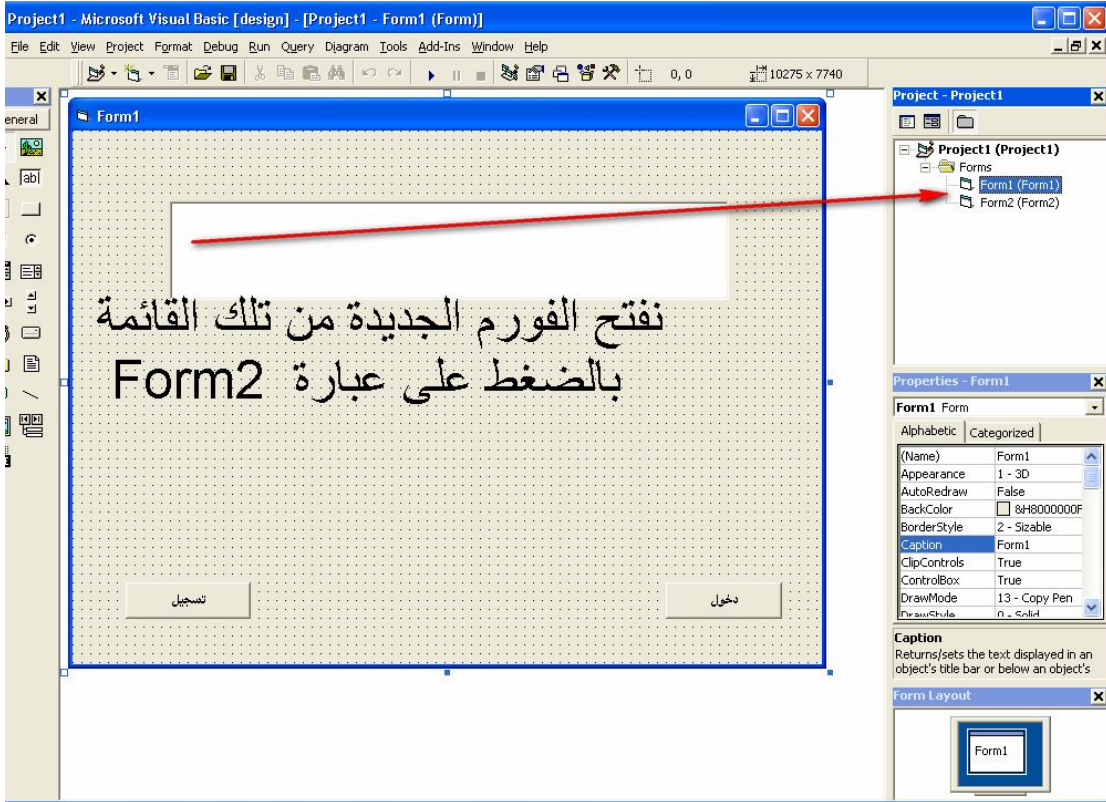 Project1 - Microsoft Visual Basic [design] - [Project1 - Form1 (Form)]
File Edit View Project Format Debug Run Query Diagram Tools Add-Ins Window Help
0, 0 10275 x 7740
eneral
Form1
نفتح الفورم الجديدة من تلك القائمة
بالضغط على عبارة Form2
تسجيل
دخول
Project - Project1
Project1 (Project1)
Forms
Form1 (Form1)
Form2 (Form2)
Properties - Form1
Form1 Form
Alphabetic Categorized
(Name) Form1
Appearance 1 - 3D
AutoRedraw False
BackColor &H8000000F
BorderStyle 2 - Sizable
Caption Form1
ClipControls True
ControlBox True
DrawMode 13 - Copy Pen
DrawStyle 0 - Solid
Caption
Returns/sets the text displayed in an
object's title bar or below an object's
Form Layout
Form1